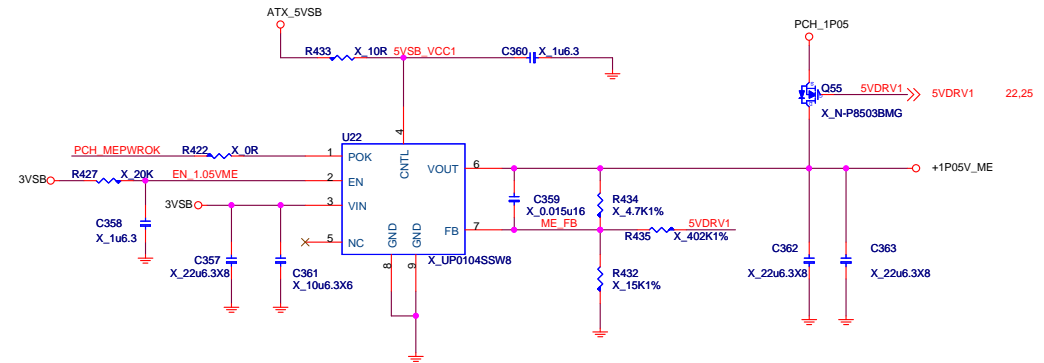 ATX_5VSB
PCH_1P05
R433 X_10R 5VSB_VCC1 C360 X_1u6.3
Q55 5VDRV1 5VDRV1 22,25
X_N-P8503BMG
U22
4
PCH_MEPWROK R422 X_0R 1 POK CNTL VOUT 6 +1P05V_ME
3VSB R427 X_20K EN_1.05VME 2 EN
3VSB 3 VIN
C359 X_0.015u16
R434 X_4.7K1%
C358 X_1u6.3
5 NC GND GND FB 7 ME_FB 5VDRV1
R435 X_402K1%
C357 X_22u6.3X8
C361 X_10u6.3X6
8 9 X_UP0104SSW8
R432 X_15K1%
C362 X_22u6.3X8
C363 X_22u6.3X8